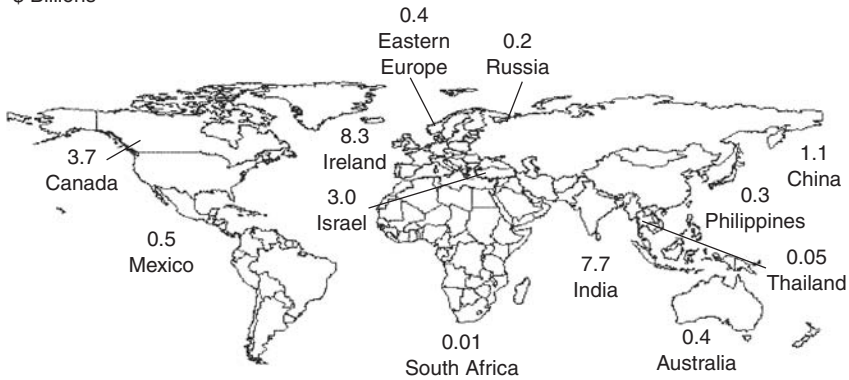 $ Billions
0.4
Eastern
Europe
0.2
Russia
3.7
Canada
8.3
Ireland
3.0
Israel
1.1
China
0.3
Philippines
0.5
Mexico
7.7
India
0.05
Thailand
0.01
South Africa
0.4
Australia